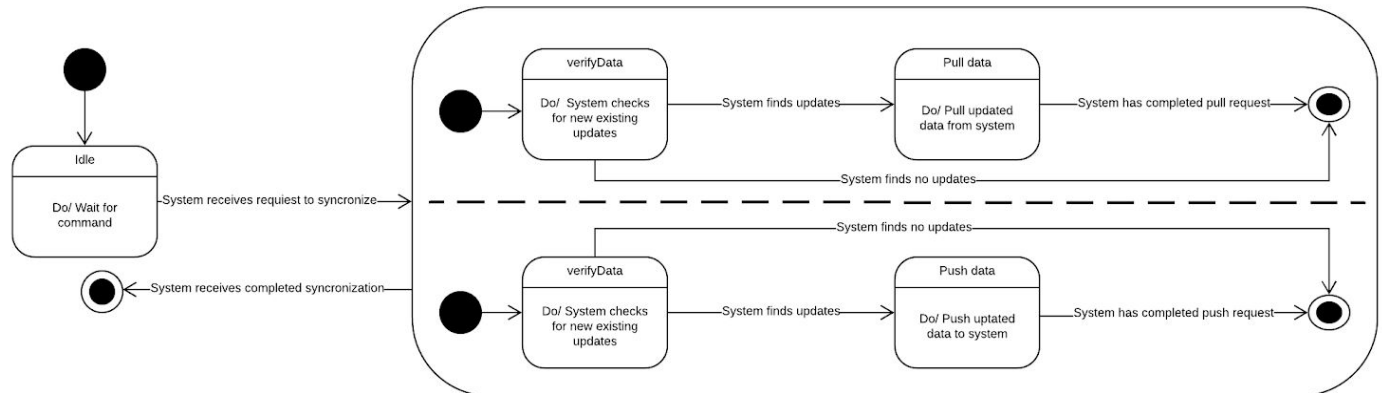 verifyData
Do/  System checks
for new existing
updates
System finds updates
Pull data
Do/ Pull updated
data from system
System has completed pull request
System finds no updates
Idle
Do/ Wait for
command
System receives requiest to syncronize
System receives completed syncronization
System finds no updates
verifyData
Do/ System checks
for new existing
updates
System finds updates
Push data
Do/ Push uptated
data to system
System has completed push request